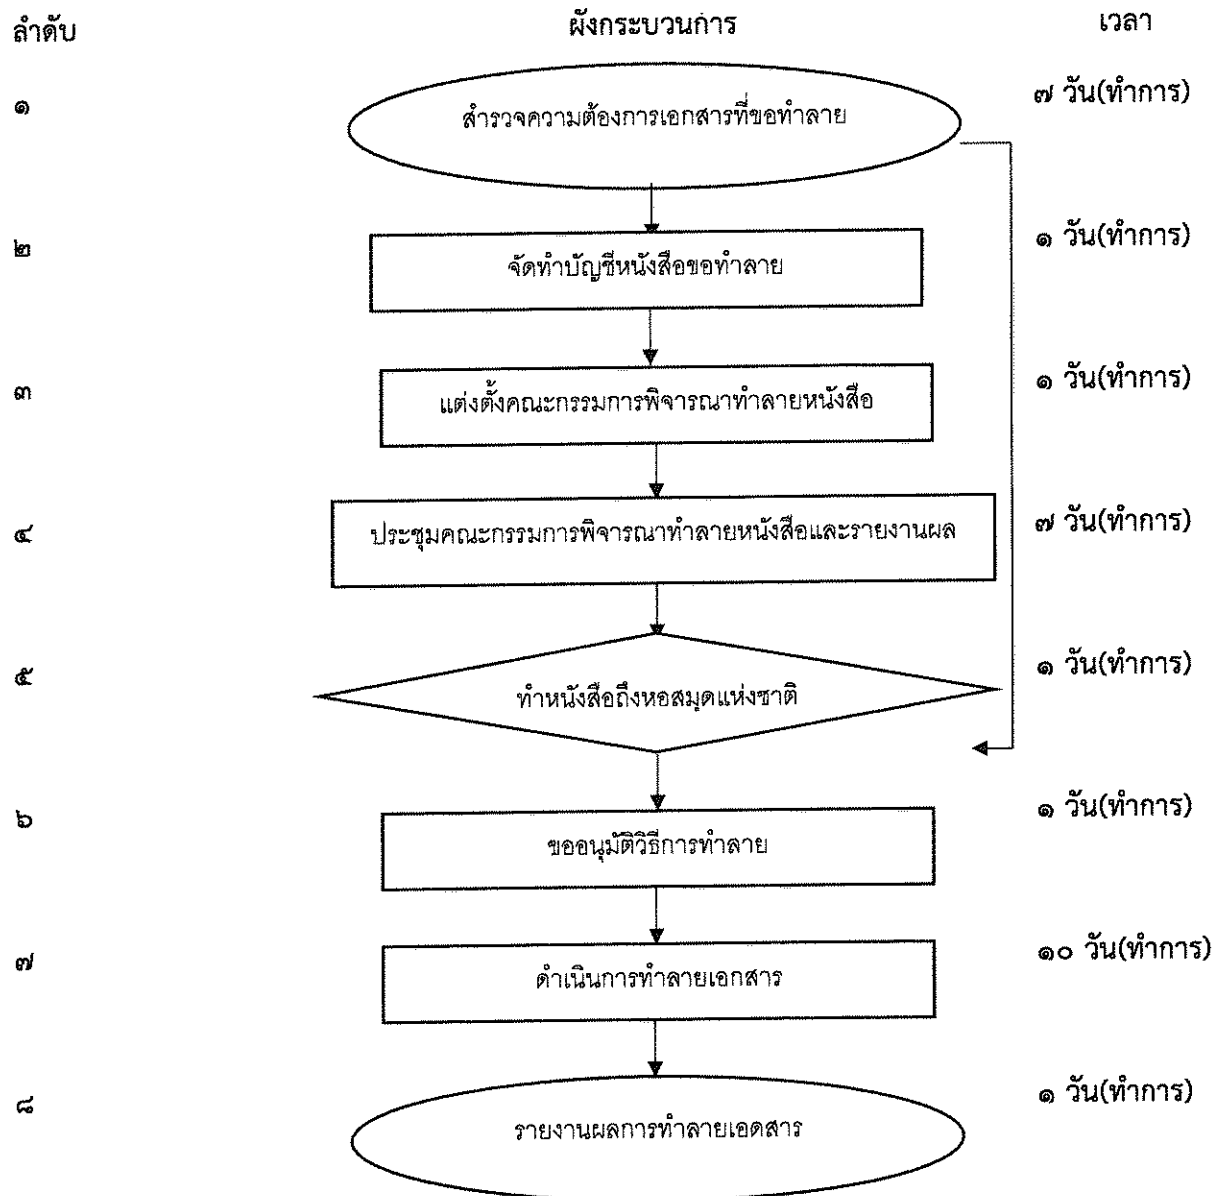 ลำดับ ผังกระบวนการ เวลา
๑ สำรวจความต้องการเอกสารที่ขอทำลาย ๗ วัน(ทำการ)
๒ จัดทำบัญชีหนังสือขอทำลาย ๑ วัน(ทำการ)
๓ แต่งตั้งคณะกรรมการพิจารณาทำลายหนังสือ ๑ วัน(ทำการ)
๔ ประชุมคณะกรรมการพิจารณาทำลายหนังสือและรายงานผล ๗ วัน(ทำการ)
๕ ทำหนังสือถึงหอสมุดแห่งชาติ ๑ วัน(ทำการ)
๖ ขออนุมัติวิธีการทำลาย ๑ วัน(ทำการ)
๗ ดำเนินการทำลายเอกสาร ๑๐ วัน(ทำการ)
๘ รายงานผลการทำลายเอดสาร ๑ วัน(ทำการ)